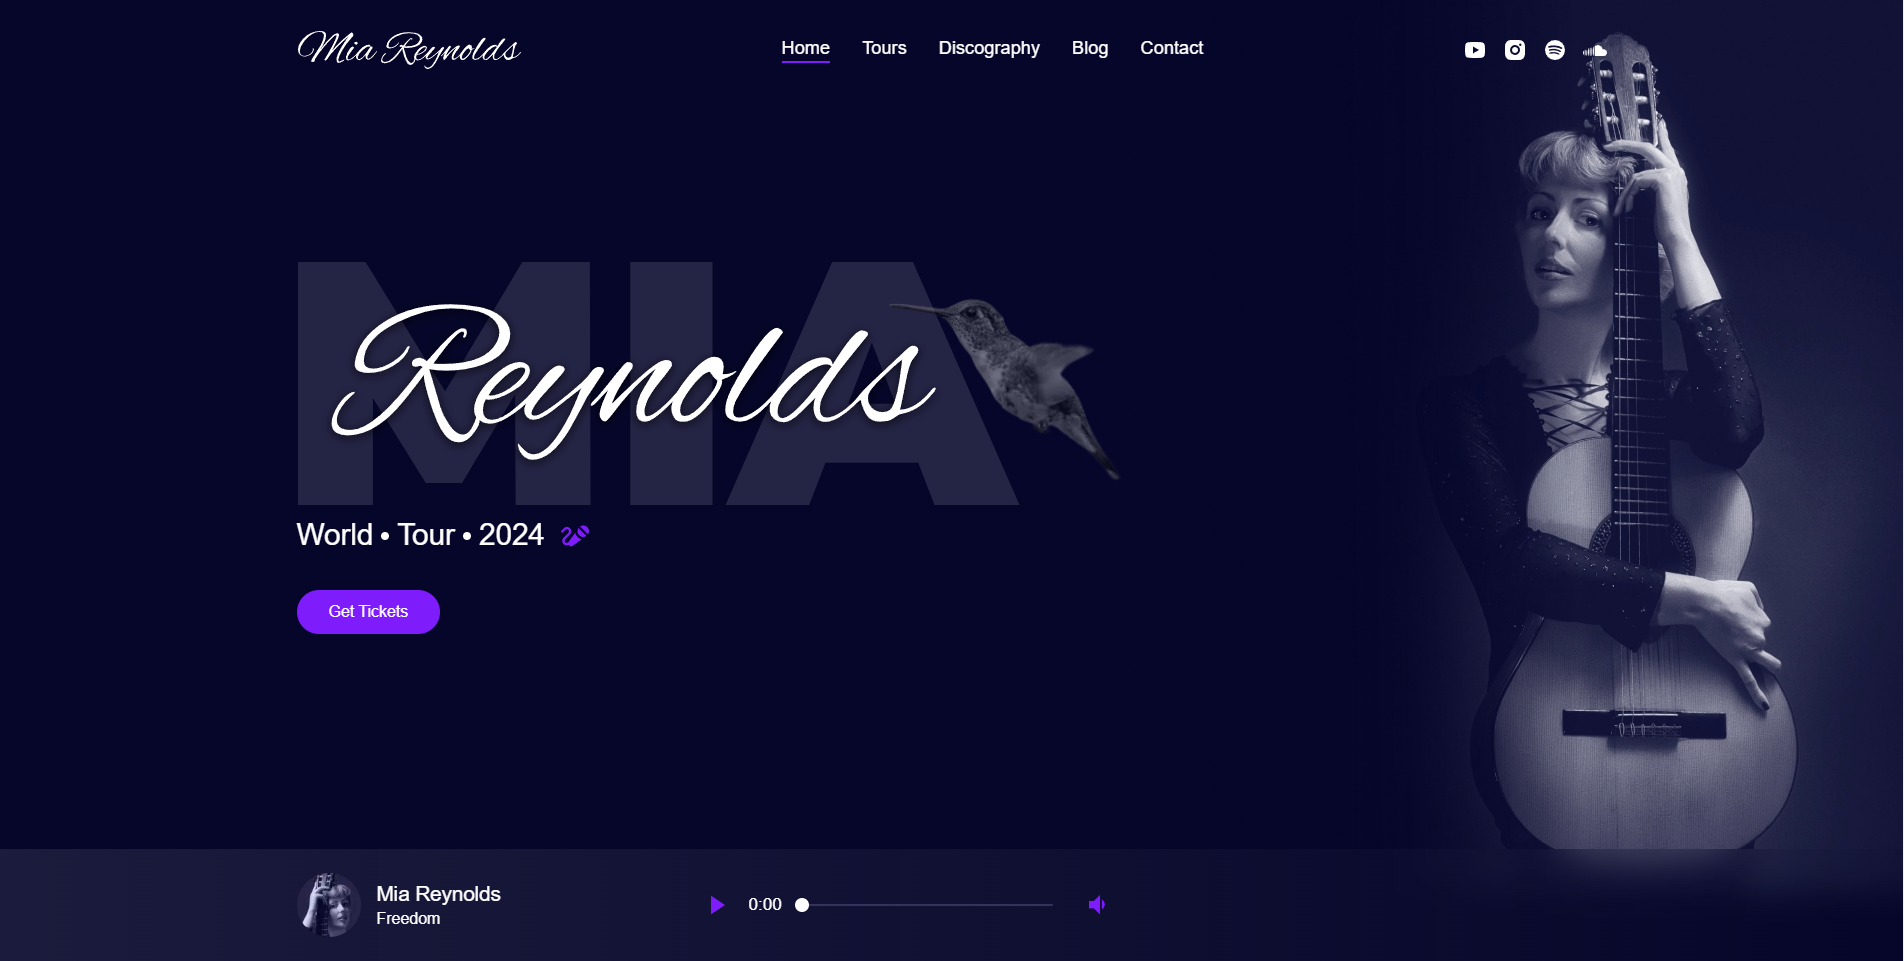 Mia Reynolds
Home Tours Discography Blog Contact
MIA
Reynolds
World • Tour • 2024
Get Tickets
Mia Reynolds
Freedom
0:00